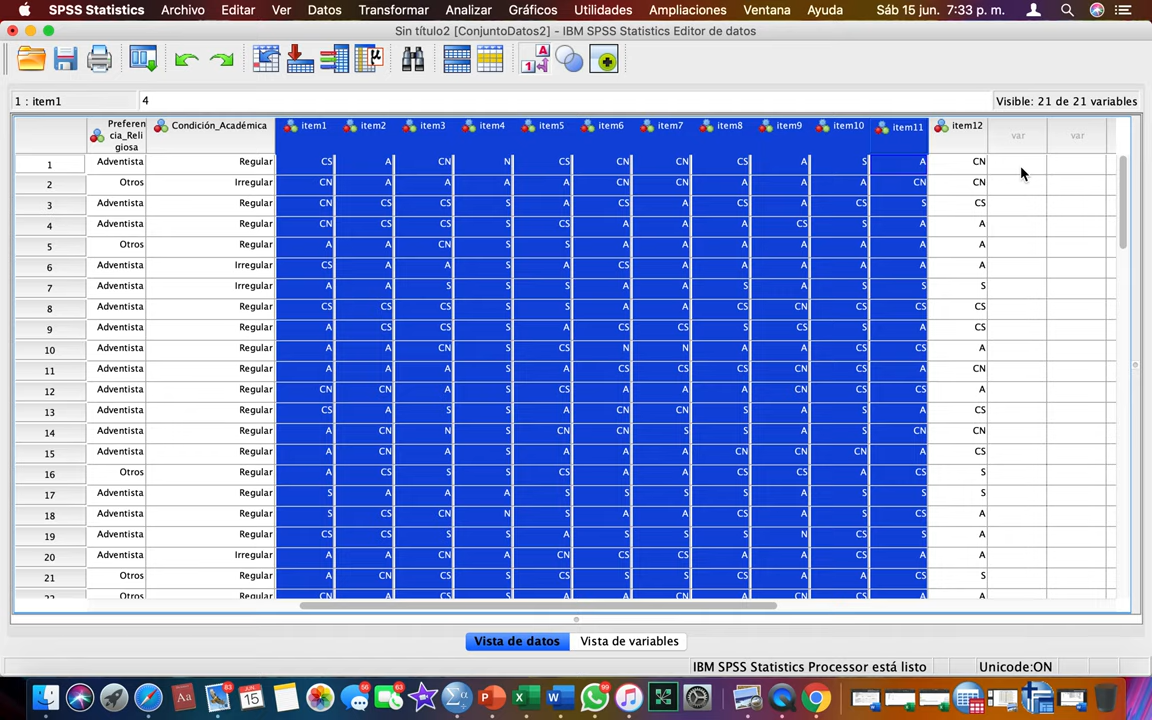 SPSS Statistics Archivo Editar Ver Datos Transformar Analizar Gráficos Utilidades Ampliaciones Ventana Ayuda Sáb 15 jun. 7:33 p. m.
Sin título2 [ConjuntoDatos2] - IBM SPSS Statistics Editor de datos
1 : item1 4 Visible: 21 de 21 variables
Preferen
cia_Reli
giosa
Condición_Académica item1 item2 item3 item4 item5 item6 item7 item8 item9 item10 item11 item12 var var
1 Adventista Regular CS A CN N CS CN CN CS A S A CN
2 Otros Irregular CN A A A A CN CN A A A CN CN
3 Adventista Regular CN CS CS S A CS A CS A CS S CS
4 Adventista Regular CN CS CS S CS A A A CS S A A
5 Otros Regular A A CN S S A A A A A A A
6 Adventista Irregular CS A A S A CS A A A A A A
7 Adventista Irregular A A S S S A A S S S S S
8 Adventista Regular CS CS CS S S A A CS CN CS CS CS
9 Adventista Regular A CS CS S A CS CS S CS CS A CS
10 Adventista Regular A A CN S CS N N A A CS CS A
11 Adventista Regular A A A S A CS CS CS A CS A CN
12 Adventista Regular CN CN A S CS A A A CN CS CS A
13 Adventista Regular CS A S S A CN CN S A S A CS
14 Adventista Regular A CN N S CN CN S S A S CN CN
15 Adventista Regular A CN A S A A A CN CN CN A CS
16 Otros Regular A CS S S CS A A CS CS A S S
17 Adventista Regular S A A A S S S S A S S S
18 Adventista Regular S CS CN N S A A CS A S CS A
19 Adventista Regular CS CS S S CS S S S N CS S A
20 Adventista Irregular A A CN A CN CS CS A A CS A A
21 Otros Regular A CN CS S CS S S CS A A CS S
22 Otros Regular CN A CS S A A A A A CS A A
Vista de datos Vista de variables
IBM SPSS Statistics Processor está listo Unicode:ON